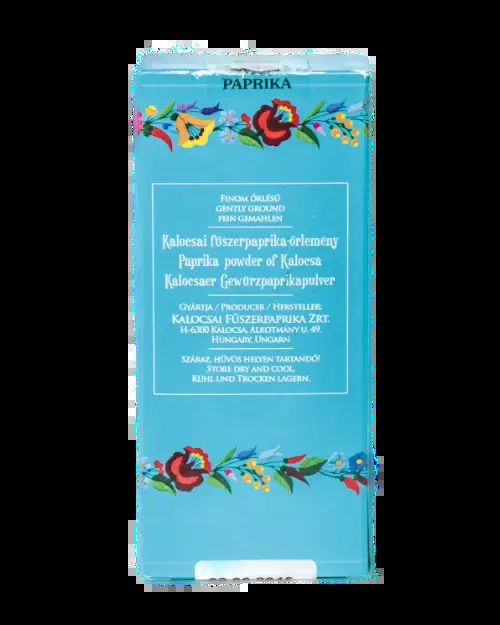 PAPRIKA
FINOM ŐRLÉSŰ
GENTLY GROUND
FEIN GEMAHLEN
Kalocsai fűszerpaprika-őrlemény
Paprika powder of Kalocsa
Kalocsaer Gewürzpaprikapulver
GYÁRTJA / PRODUCER / HERSTELLER:
KALOCSAI FŰSZERPAPRIKA ZRT.
H-6300 KALOCSA, ALKOTMÁNY U. 49.
HUNGARY, UNGARN
SZÁRAZ, HŰVÖS HELYEN TARTANDÓ!
STORE DRY AND COOL.
KÜHL UND TROCKEN LAGERN.